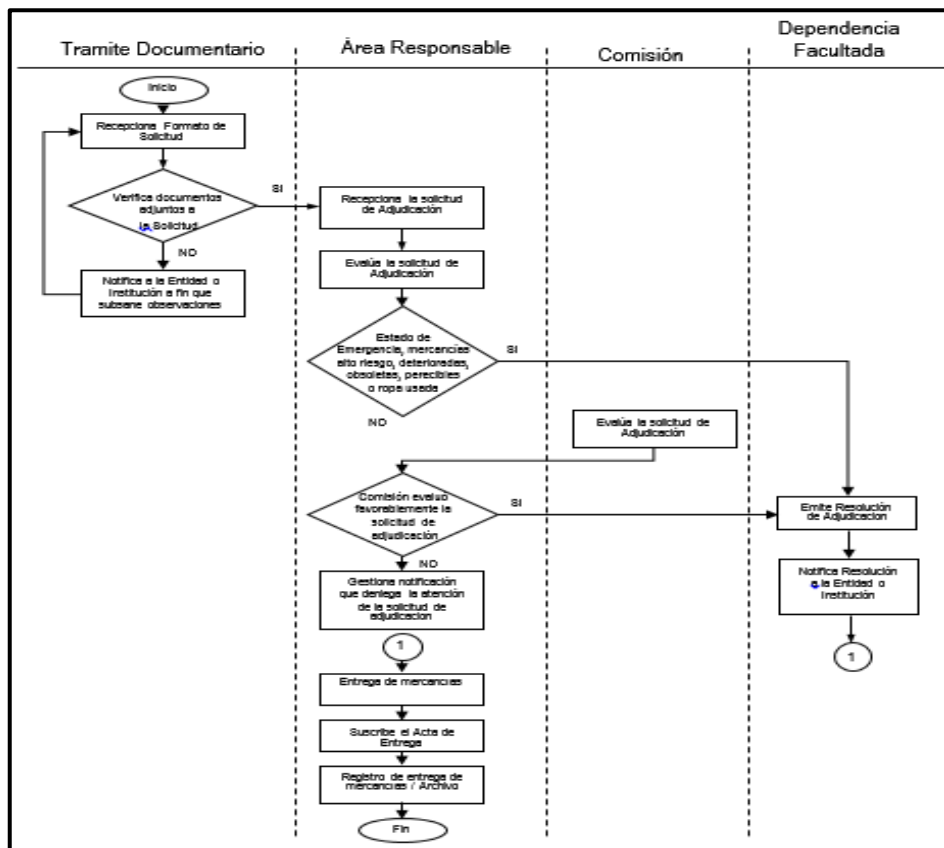 Tramite Documentario
Área Responsable
Comisión
Dependencia
Facultada
Inicio
Recepciona Formato de
Solicitud
Verifica documentos
adjuntos a
la Solicitud
SI
NO
Notifica a la Entidad o
Institución a fin que
subsane observaciones
Recepciona la solicitud
de Adjudicación
Evalúa la solicitud de
Adjudicación
Estado de
Emergencia, mercancías
alto riesgo, deterioradas,
obsoletas, perecibles
o ropa usada
SI
NO
Evalúa la solicitud de
Adjudicación
Comisión evaluó
favorablemente la
solicitud de
adjudicación
SI
NO
Emite Resolución
de Adjudicacion
Notifica Resolución
a la Entidad o
Institución
1
Gestiona notificación
que deniega la atención
de la solicitud de
adjudicacion
1
Entrega de mercancías
Suscribe el Acta de
Entrega
Registro de entrega de
mercancías / Archivo
Fin